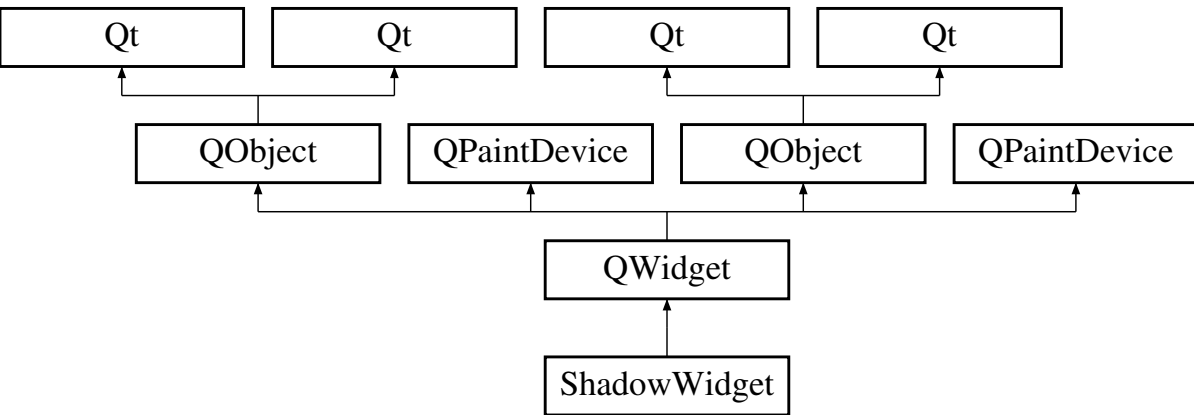 Qt Qt Qt Qt
QObject QPaintDevice QObject QPaintDevice
QWidget
ShadowWidget